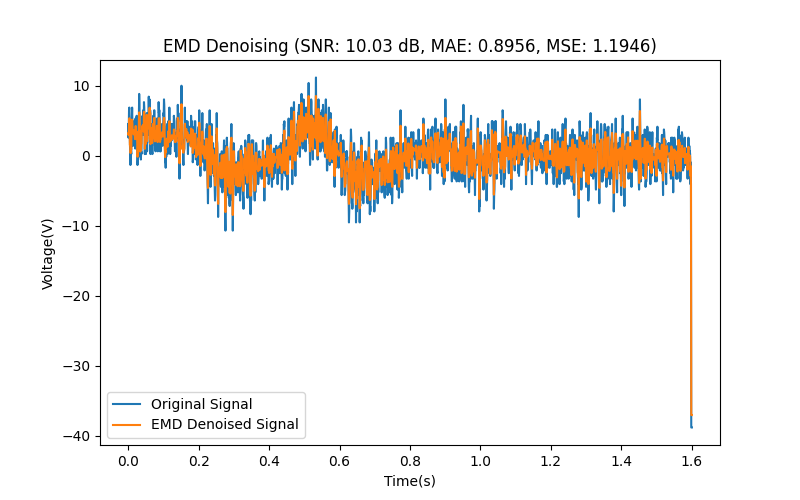 EMD Denoising (SNR: 10.03 dB, MAE: 0.8956, MSE: 1.1946)
10
0
−10
−20
−30
−40
Voltage(V)
Original Signal
EMD Denoised Signal
0.0 0.2 0.4 0.6 0.8 1.0 1.2 1.4 1.6
Time(s)